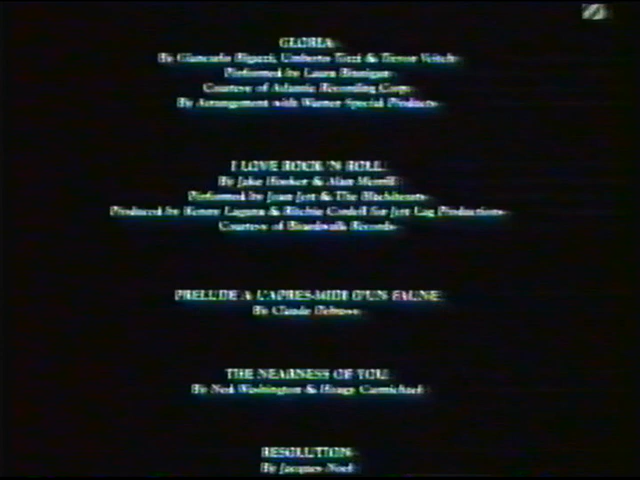 GLORIA
By Giancarlo Bigazzi, Umberto Tozzi & Trevor Veitch
Performed by Laura Branigan
Courtesy of Atlantic Recording Corp.
By Arrangement with Warner Special Products
I LOVE ROCK 'N ROLL
By Jake Hooker & Alan Merrill
Performed by Joan Jett & The Blackhearts
Produced by Kenny Laguna & Ritchie Cordell for Jett Lag Productions
Courtesy of Boardwalk Records
PRELUDE A L'APRES-MIDI D'UN FAUNE
By Claude Debussy
THE NEARNESS OF YOU
By Ned Washington & Hoagy Carmichael
RESOLUTION
By Jacques Noel